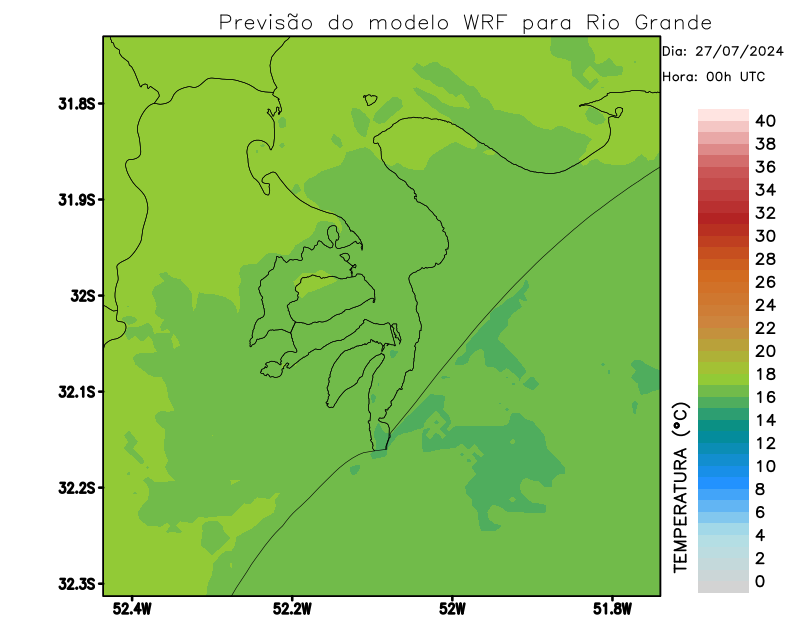 Previsão do modelo WRF para Rio Grande
Dia: 27/07/2024
Hora: 00h UTC
31.8S
31.9S
32S
32.1S
32.2S
32.3S
52.4W
52.2W
52W
51.8W
TEMPERATURA (°C)
40
38
36
34
32
30
28
26
24
22
20
18
16
14
12
10
8
6
4
2
0